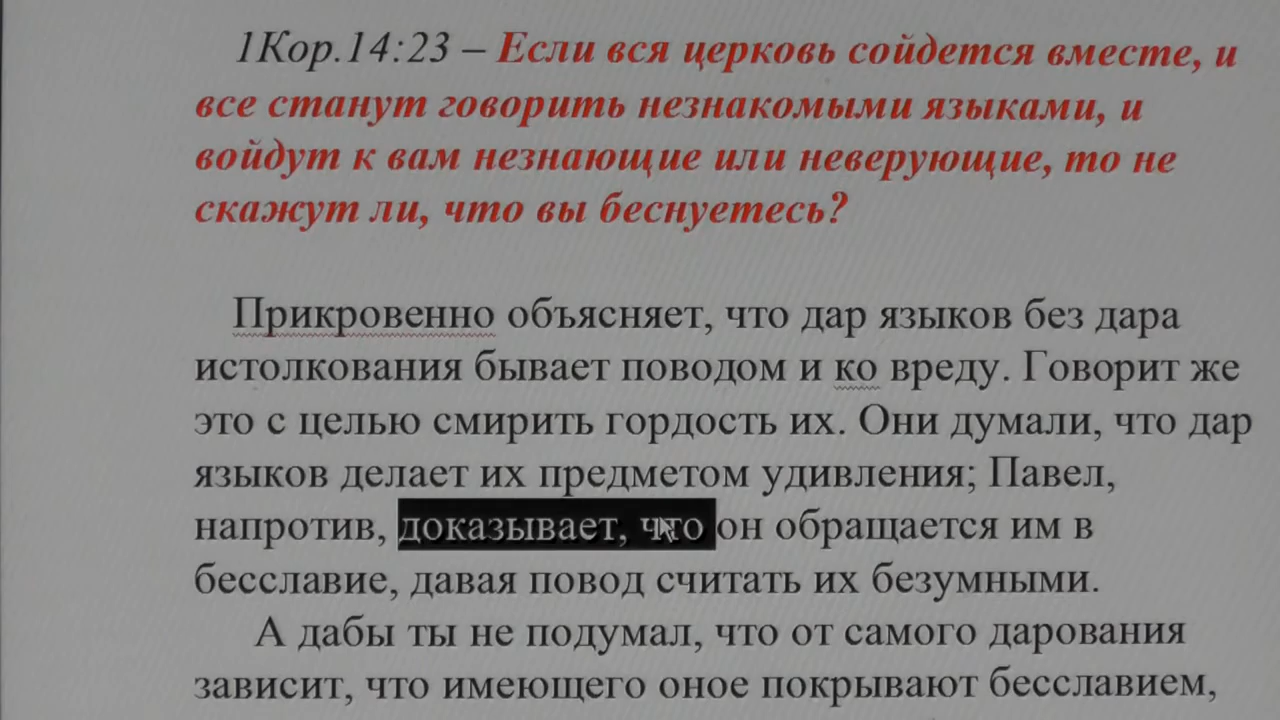 1Кор.14:23 – Если вся церковь сойдется вместе, и
все станут говорить незнакомыми языками, и
войдут к вам незнающие или неверующие, то не
скажут ли, что вы беснуетесь?
Прикровенно объясняет, что дар языков без дара
истолкования бывает поводом и ко вреду. Говорит же
это с целью смирить гордость их. Они думали, что дар
языков делает их предметом удивления; Павел,
напротив, доказывает, что он обращается им в
бесславие, давая повод считать их безумными.
А дабы ты не подумал, что от самого дарования
зависит, что имеющего оное покрывают бесславием,